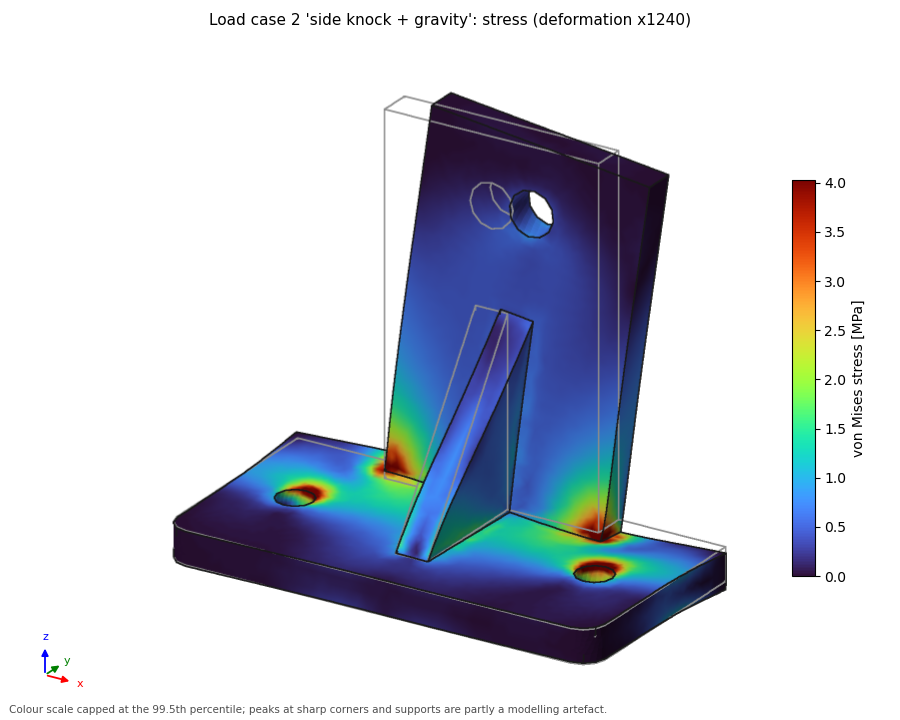 Load case 2 'side knock + gravity': stress (deformation x1240)
4.0
3.5
3.0
2.5
2.0
1.5
1.0
0.5
0.0
von Mises stress [MPa]
z
y
x
Colour scale capped at the 99.5th percentile; peaks at sharp corners and supports are partly a modelling artefact.